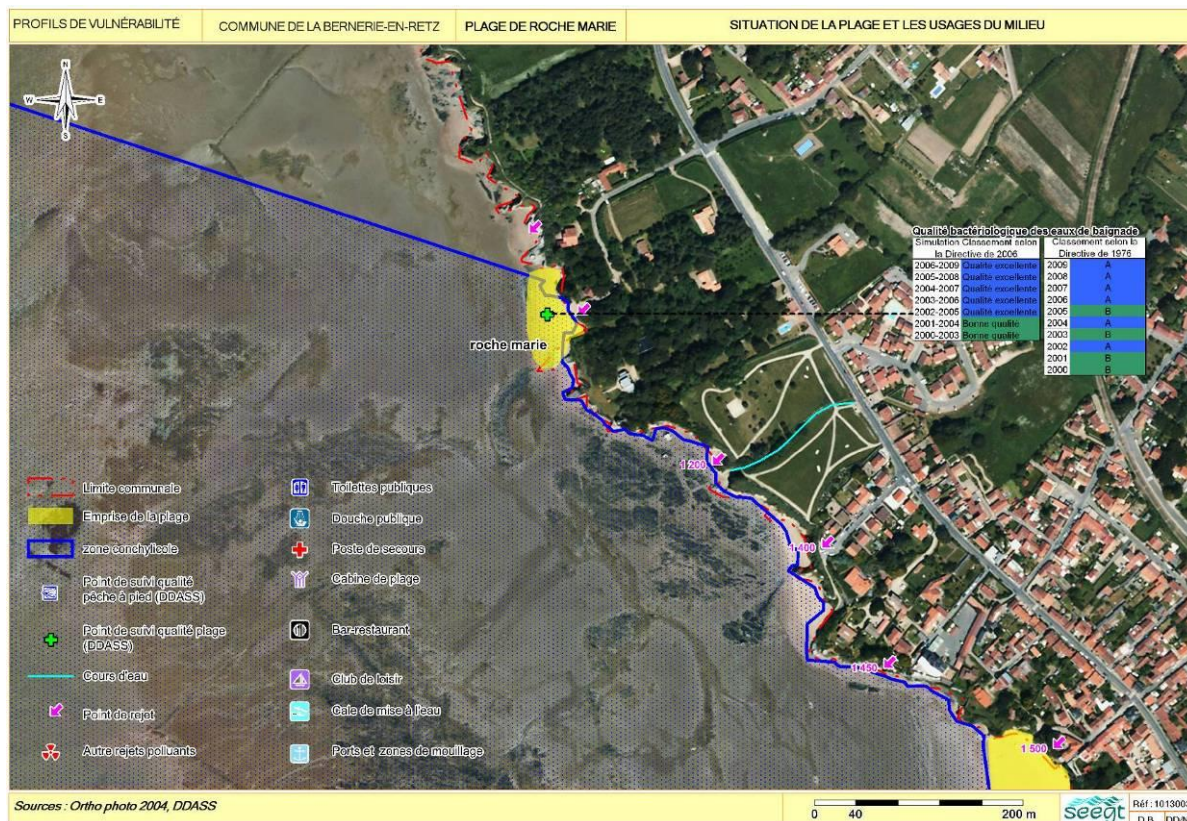 PROFILS DE VULNÉRABILITÉ
COMMUNE DE LA BERNERIE-EN-RETZ
PLAGE DE ROCHE MARIE
SITUATION DE LA PLAGE ET LES USAGES DU MILIEU
N
W E
S
Qualité bactériologique des eaux de baignade
Simulation Classement selon
la Directive de 2006
2006-2009 Qualité excellente
2005-2008 Qualité excellente
2004-2007 Qualité excellente
2003-2006 Qualité excellente
2002-2005 Qualité excellente
2001-2004 Bonne qualité
2000-2003 Bonne qualité
Classement selon la
Directive de 1976
2009 A
2008 A
2007 A
2006 A
2005 B
2004 A
2003 B
2002 A
2001 B
2000 B
roche marie
1 200
1 400
1 450
1 500
Limite communale
Emprise de la plage
zone conchylicole
Point de suivi qualité
pêche à pied (DDASS)
Point de suivi qualité plage
(DDASS)
Cours d'eau
Point de rejet
Autre rejets polluants
Toilettes publiques
Douche publique
Poste de secours
Cabine de plage
Bar-restaurant
Club de loisir
Cale de mise à l'eau
Ports et zones de mouillage
Sources : Ortho photo 2004, DDASS
0 40 200 m
seegt
Réf : 101300
D.B.